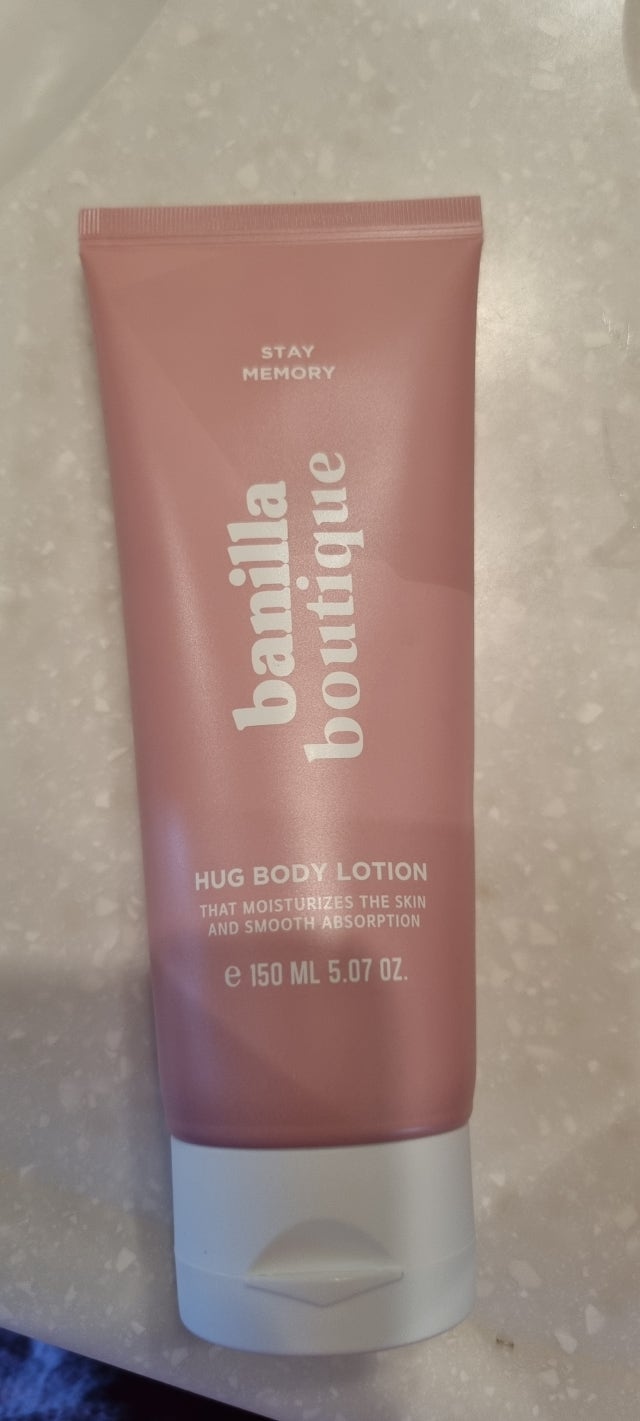 STAY
MEMORY
banilla
boutique
HUG BODY LOTION
THAT MOISTURIZES THE SKIN
AND SMOOTH ABSORPTION
℮ 150 ML 5.07 OZ.